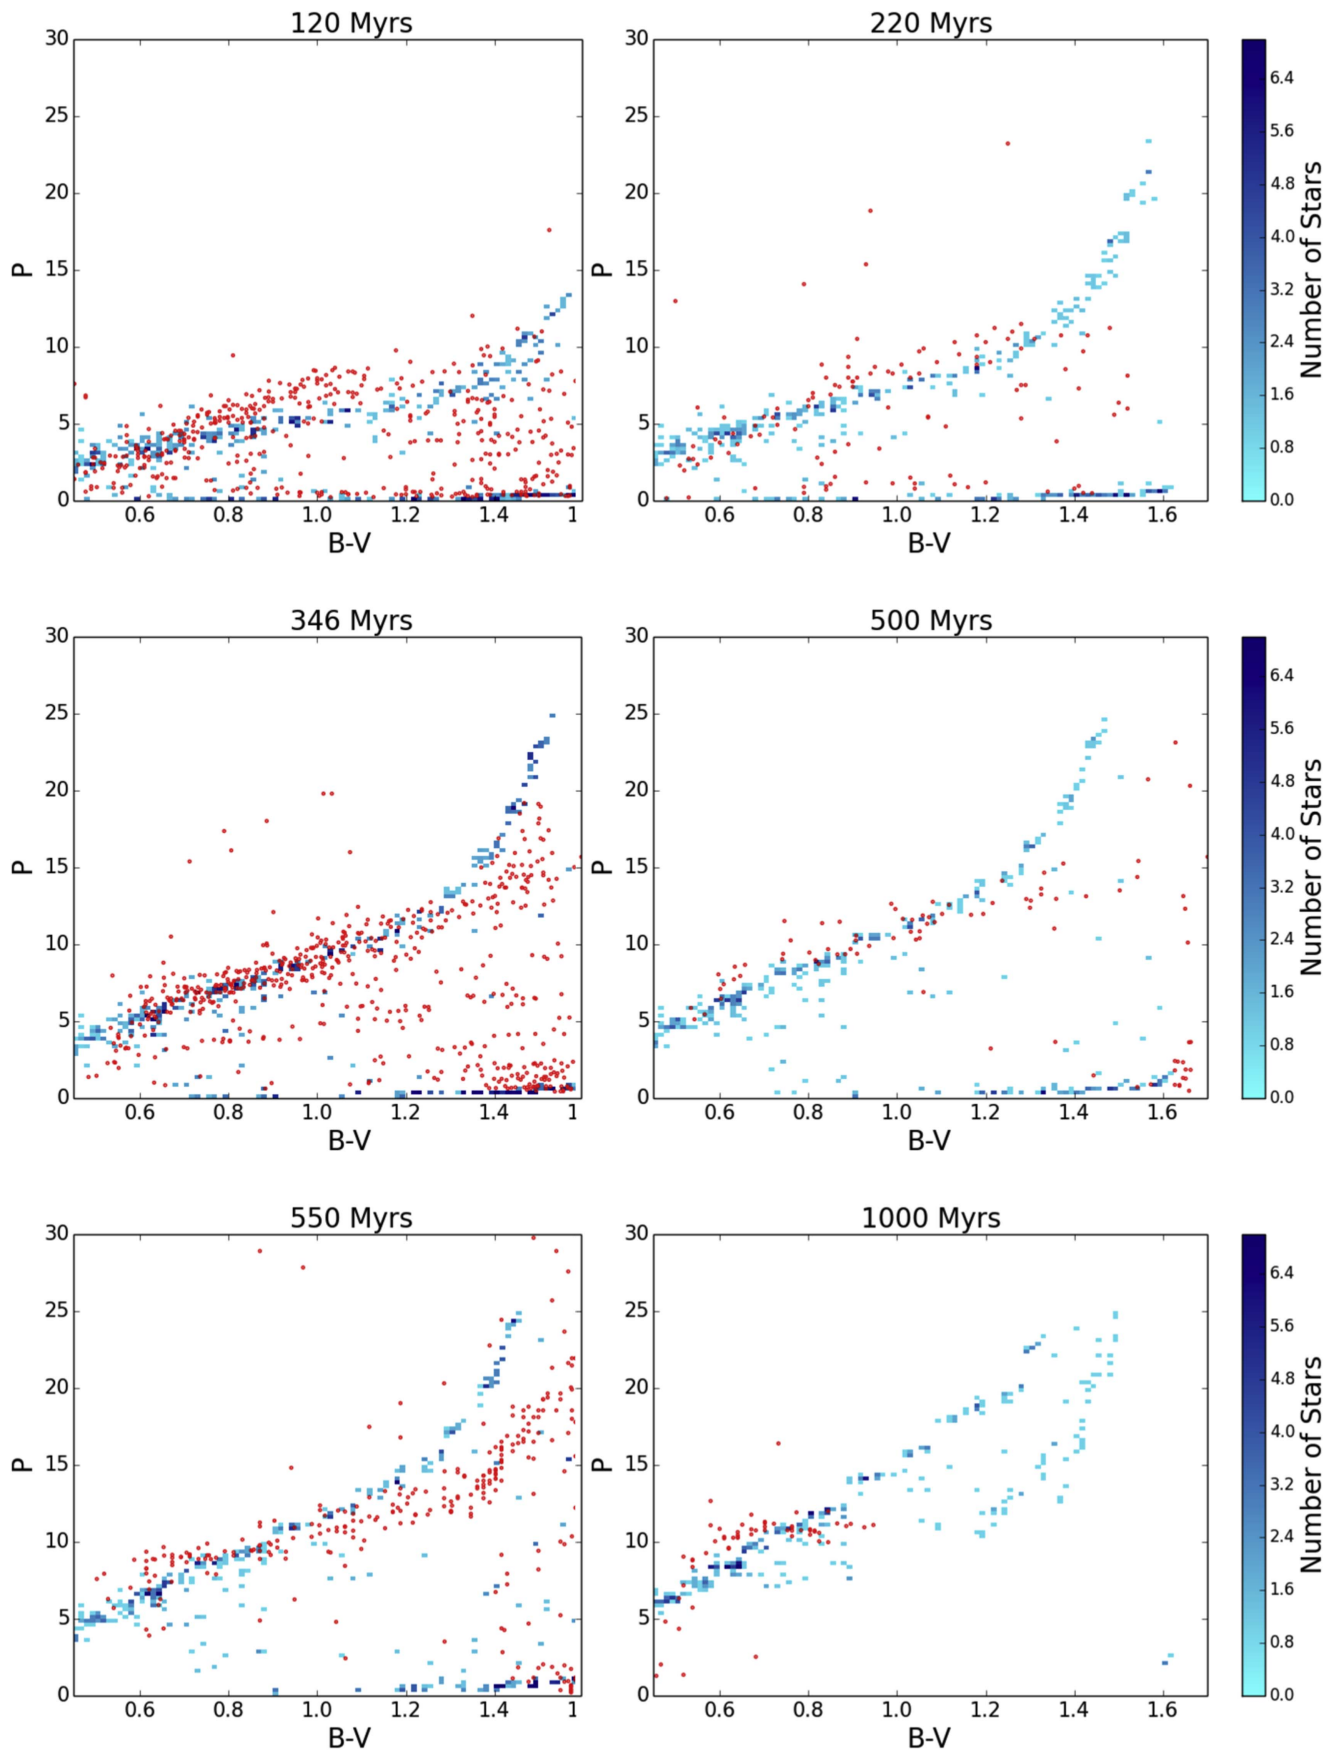 120 Myrs
220 Myrs
30 25 20 15 10 5 0
P
0.6 0.8 1.0 1.2 1.4 1
B-V
30 25 20 15 10 5 0
P
0.6 0.8 1.0 1.2 1.4 1.6
B-V
6.4 5.6 4.8 4.0 3.2 2.4 1.6 0.8 0.0
Number of Stars
346 Myrs
500 Myrs
30 25 20 15 10 5 0
P
0.6 0.8 1.0 1.2 1.4 1
B-V
30 25 20 15 10 5 0
P
0.6 0.8 1.0 1.2 1.4 1.6
B-V
6.4 5.6 4.8 4.0 3.2 2.4 1.6 0.8 0.0
Number of Stars
550 Myrs
1000 Myrs
30 25 20 15 10 5 0
P
0.6 0.8 1.0 1.2 1.4 1
B-V
30 25 20 15 10 5 0
P
0.6 0.8 1.0 1.2 1.4 1.6
B-V
6.4 5.6 4.8 4.0 3.2 2.4 1.6 0.8 0.0
Number of Stars